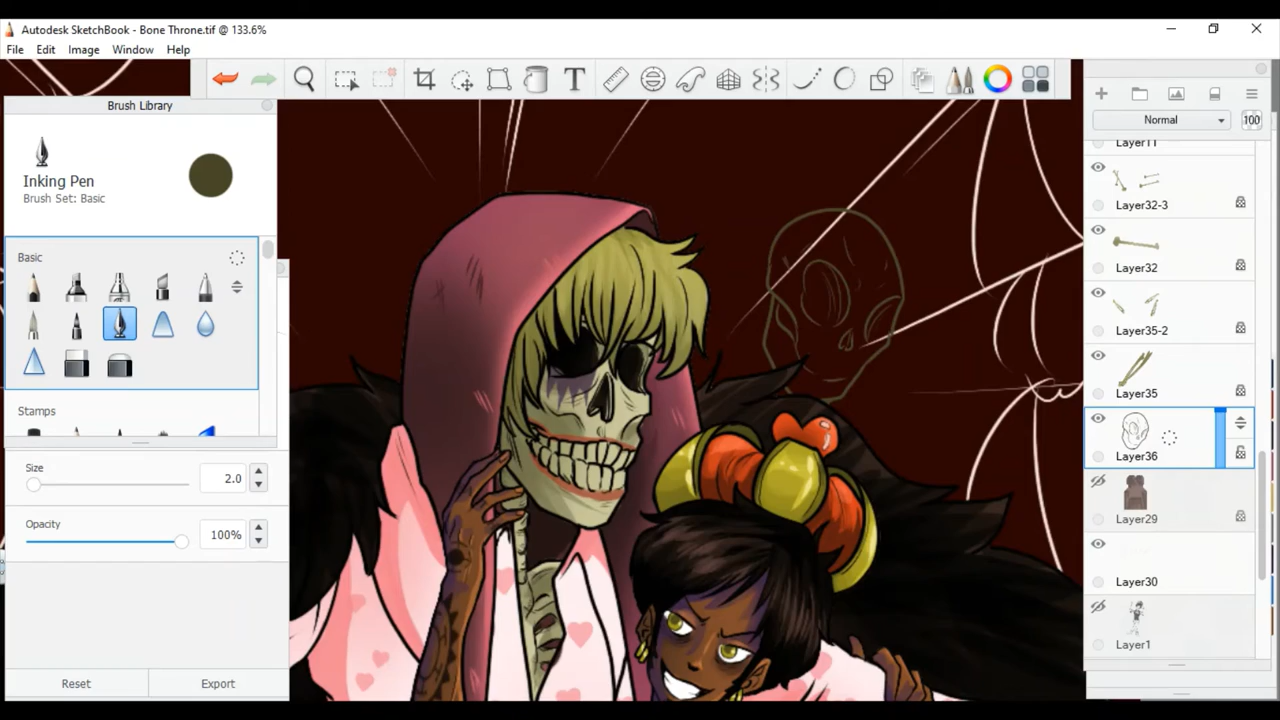 Autodesk SketchBook - Bone Throne.tif @ 133.6%
File Edit Image Window Help
Brush Library
Inking Pen
Brush Set: Basic
Basic
Stamps
Size
2.0
Opacity
100%
Reset Export
Normal 100
Layer11
Layer32-3
Layer32
Layer35-2
Layer35
Layer36
Layer29
Layer30
Layer1